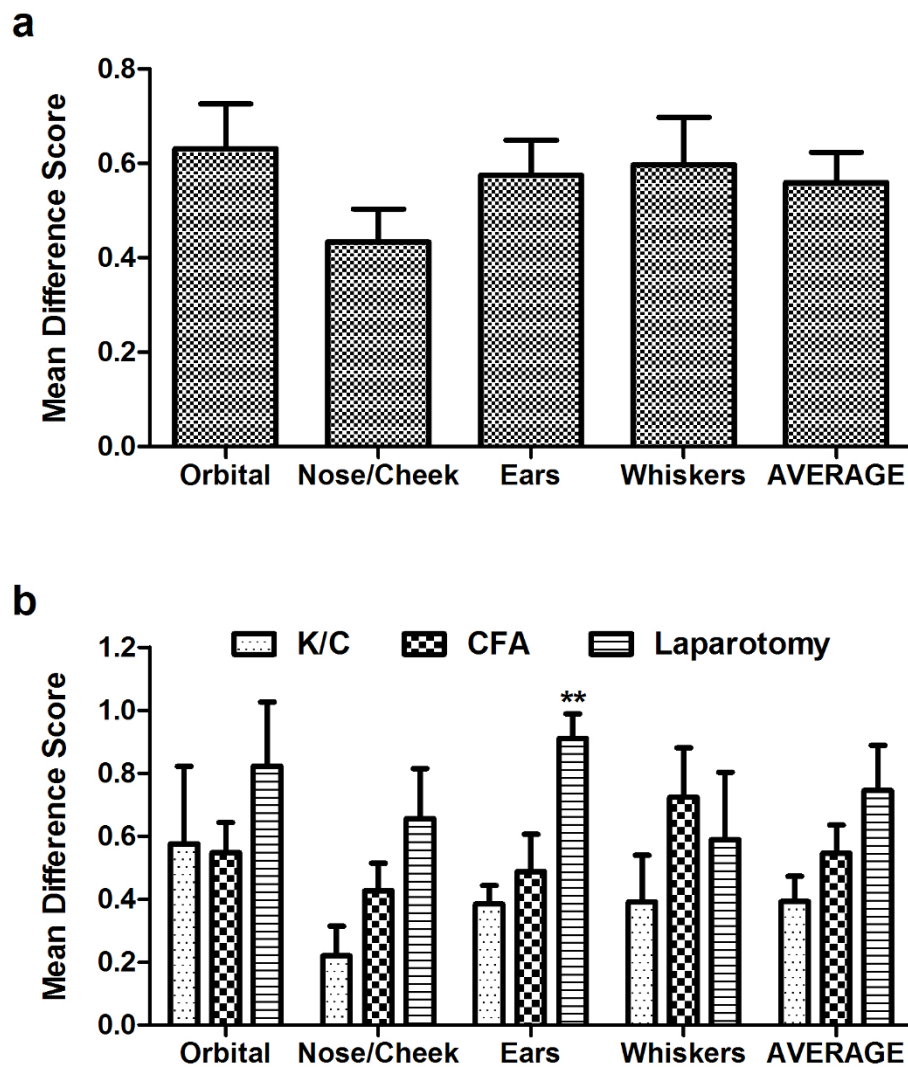 a
Mean Difference Score
0.8
0.6
0.4
0.2
0.0
Orbital Nose/Cheek Ears Whiskers AVERAGE
b
Mean Difference Score
K/C CFA Laparotomy
1.2
1.0
0.8
0.6
0.4
0.2
0.0
**
Orbital Nose/Cheek Ears Whiskers AVERAGE